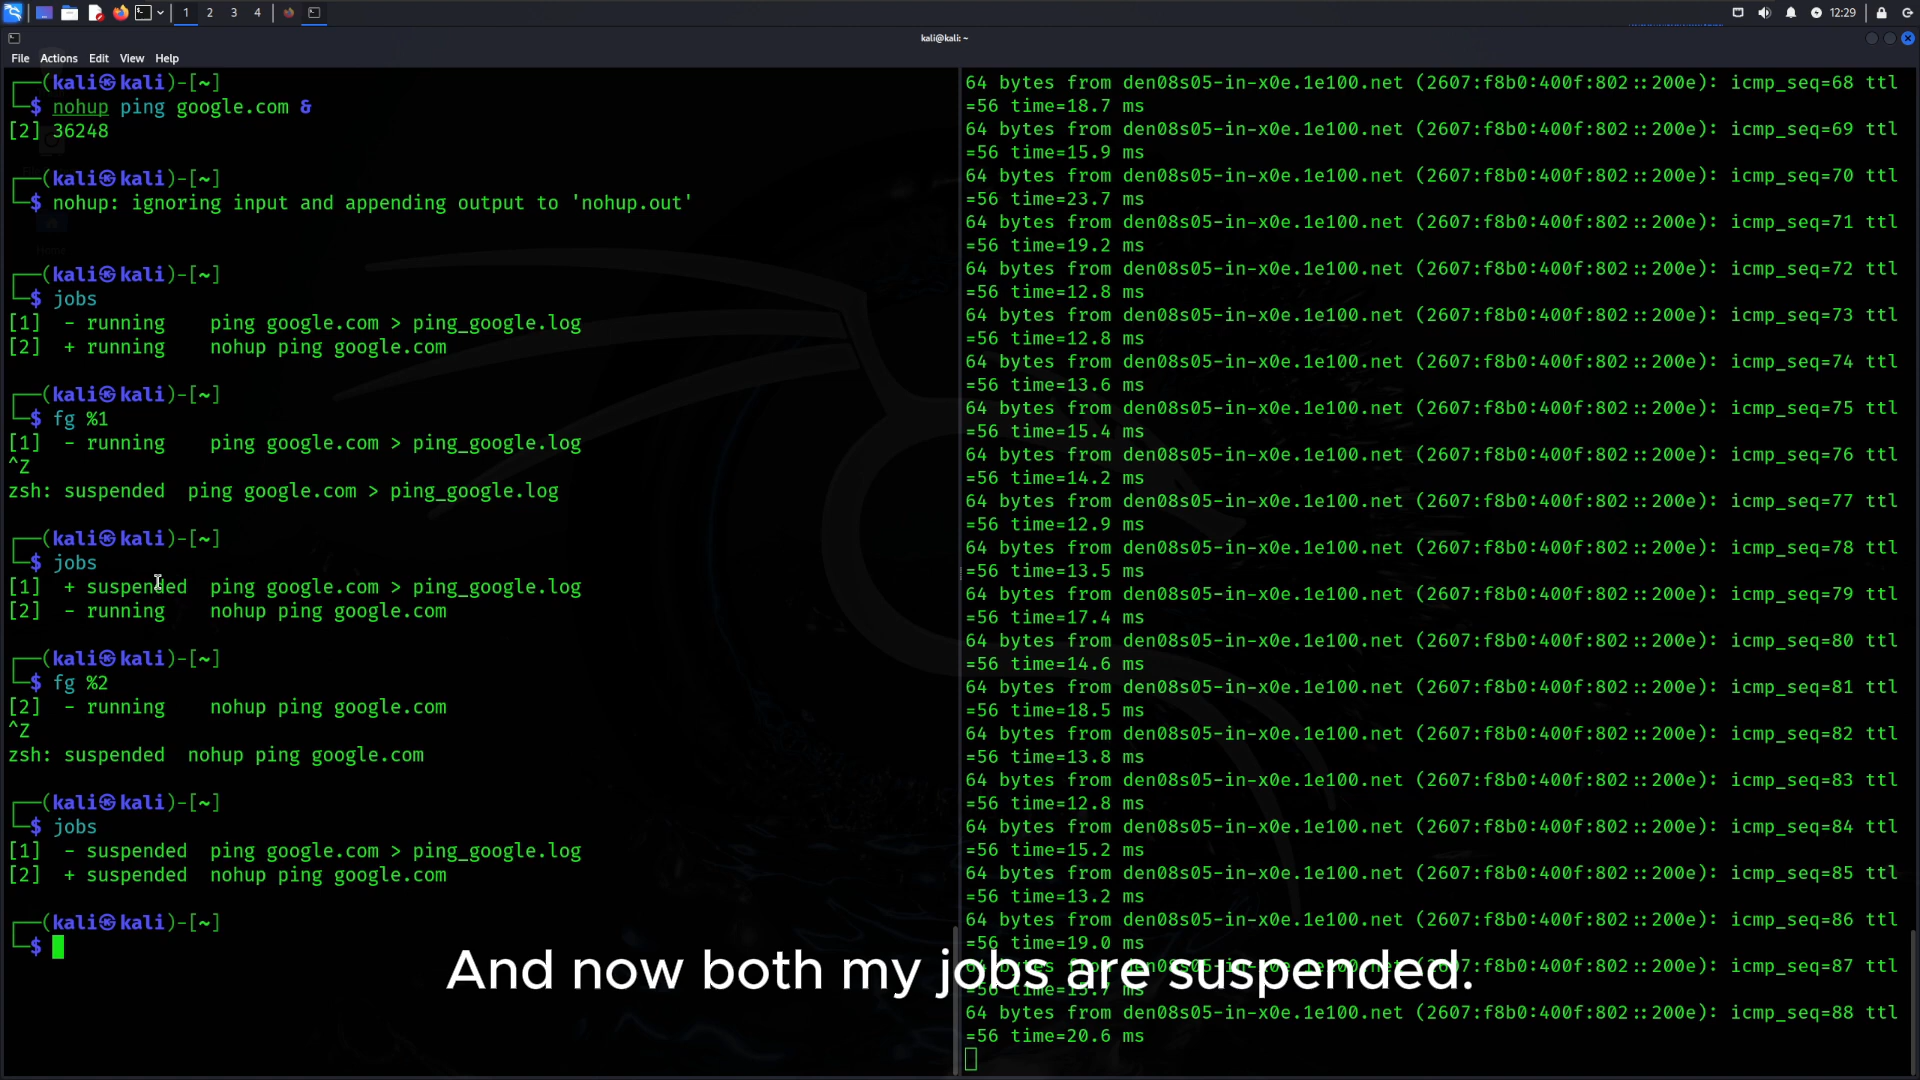 1 2 3 4
12:29
kali@kali: ~
File Actions Edit View Help
┌──(kali㉿kali)-[~]
└─$ nohup ping google.com &
[2] 36248
┌──(kali㉿kali)-[~]
└─$ nohup: ignoring input and appending output to 'nohup.out'
┌──(kali㉿kali)-[~]
└─$ jobs
[1]  - running    ping google.com > ping_google.log
[2]  + running    nohup ping google.com
┌──(kali㉿kali)-[~]
└─$ fg %1
[1]  - running    ping google.com > ping_google.log
^Z
zsh: suspended  ping google.com > ping_google.log
┌──(kali㉿kali)-[~]
└─$ jobs
[1]  + suspended  ping google.com > ping_google.log
[2]  - running    nohup ping google.com
┌──(kali㉿kali)-[~]
└─$ fg %2
[2]  - running    nohup ping google.com
^Z
zsh: suspended  nohup ping google.com
┌──(kali㉿kali)-[~]
└─$ jobs
[1]  - suspended  ping google.com > ping_google.log
[2]  + suspended  nohup ping google.com
┌──(kali㉿kali)-[~]
└─$
64 bytes from den08s05-in-x0e.1e100.net (2607:f8b0:400f:802::200e): icmp_seq=68 ttl
=56 time=18.7 ms
64 bytes from den08s05-in-x0e.1e100.net (2607:f8b0:400f:802::200e): icmp_seq=69 ttl
=56 time=15.9 ms
64 bytes from den08s05-in-x0e.1e100.net (2607:f8b0:400f:802::200e): icmp_seq=70 ttl
=56 time=23.7 ms
64 bytes from den08s05-in-x0e.1e100.net (2607:f8b0:400f:802::200e): icmp_seq=71 ttl
=56 time=19.2 ms
64 bytes from den08s05-in-x0e.1e100.net (2607:f8b0:400f:802::200e): icmp_seq=72 ttl
=56 time=12.8 ms
64 bytes from den08s05-in-x0e.1e100.net (2607:f8b0:400f:802::200e): icmp_seq=73 ttl
=56 time=12.8 ms
64 bytes from den08s05-in-x0e.1e100.net (2607:f8b0:400f:802::200e): icmp_seq=74 ttl
=56 time=13.6 ms
64 bytes from den08s05-in-x0e.1e100.net (2607:f8b0:400f:802::200e): icmp_seq=75 ttl
=56 time=15.4 ms
64 bytes from den08s05-in-x0e.1e100.net (2607:f8b0:400f:802::200e): icmp_seq=76 ttl
=56 time=14.2 ms
64 bytes from den08s05-in-x0e.1e100.net (2607:f8b0:400f:802::200e): icmp_seq=77 ttl
=56 time=12.9 ms
64 bytes from den08s05-in-x0e.1e100.net (2607:f8b0:400f:802::200e): icmp_seq=78 ttl
=56 time=13.5 ms
64 bytes from den08s05-in-x0e.1e100.net (2607:f8b0:400f:802::200e): icmp_seq=79 ttl
=56 time=17.4 ms
64 bytes from den08s05-in-x0e.1e100.net (2607:f8b0:400f:802::200e): icmp_seq=80 ttl
=56 time=14.6 ms
64 bytes from den08s05-in-x0e.1e100.net (2607:f8b0:400f:802::200e): icmp_seq=81 ttl
=56 time=18.5 ms
64 bytes from den08s05-in-x0e.1e100.net (2607:f8b0:400f:802::200e): icmp_seq=82 ttl
=56 time=13.8 ms
64 bytes from den08s05-in-x0e.1e100.net (2607:f8b0:400f:802::200e): icmp_seq=83 ttl
=56 time=12.8 ms
64 bytes from den08s05-in-x0e.1e100.net (2607:f8b0:400f:802::200e): icmp_seq=84 ttl
=56 time=15.2 ms
64 bytes from den08s05-in-x0e.1e100.net (2607:f8b0:400f:802::200e): icmp_seq=85 ttl
=56 time=13.2 ms
64 bytes from den08s05-in-x0e.1e100.net (2607:f8b0:400f:802::200e): icmp_seq=86 ttl
=56 time=19.0 ms
:f8b0:400f:802::200e): icmp_seq=87 ttl
=56 time=15.7 ms
64 bytes from den08s05-in-x0e.1e100.net (2607:f8b0:400f:802::200e): icmp_seq=88 ttl
=56 time=20.6 ms
And now both my jobs are suspended.